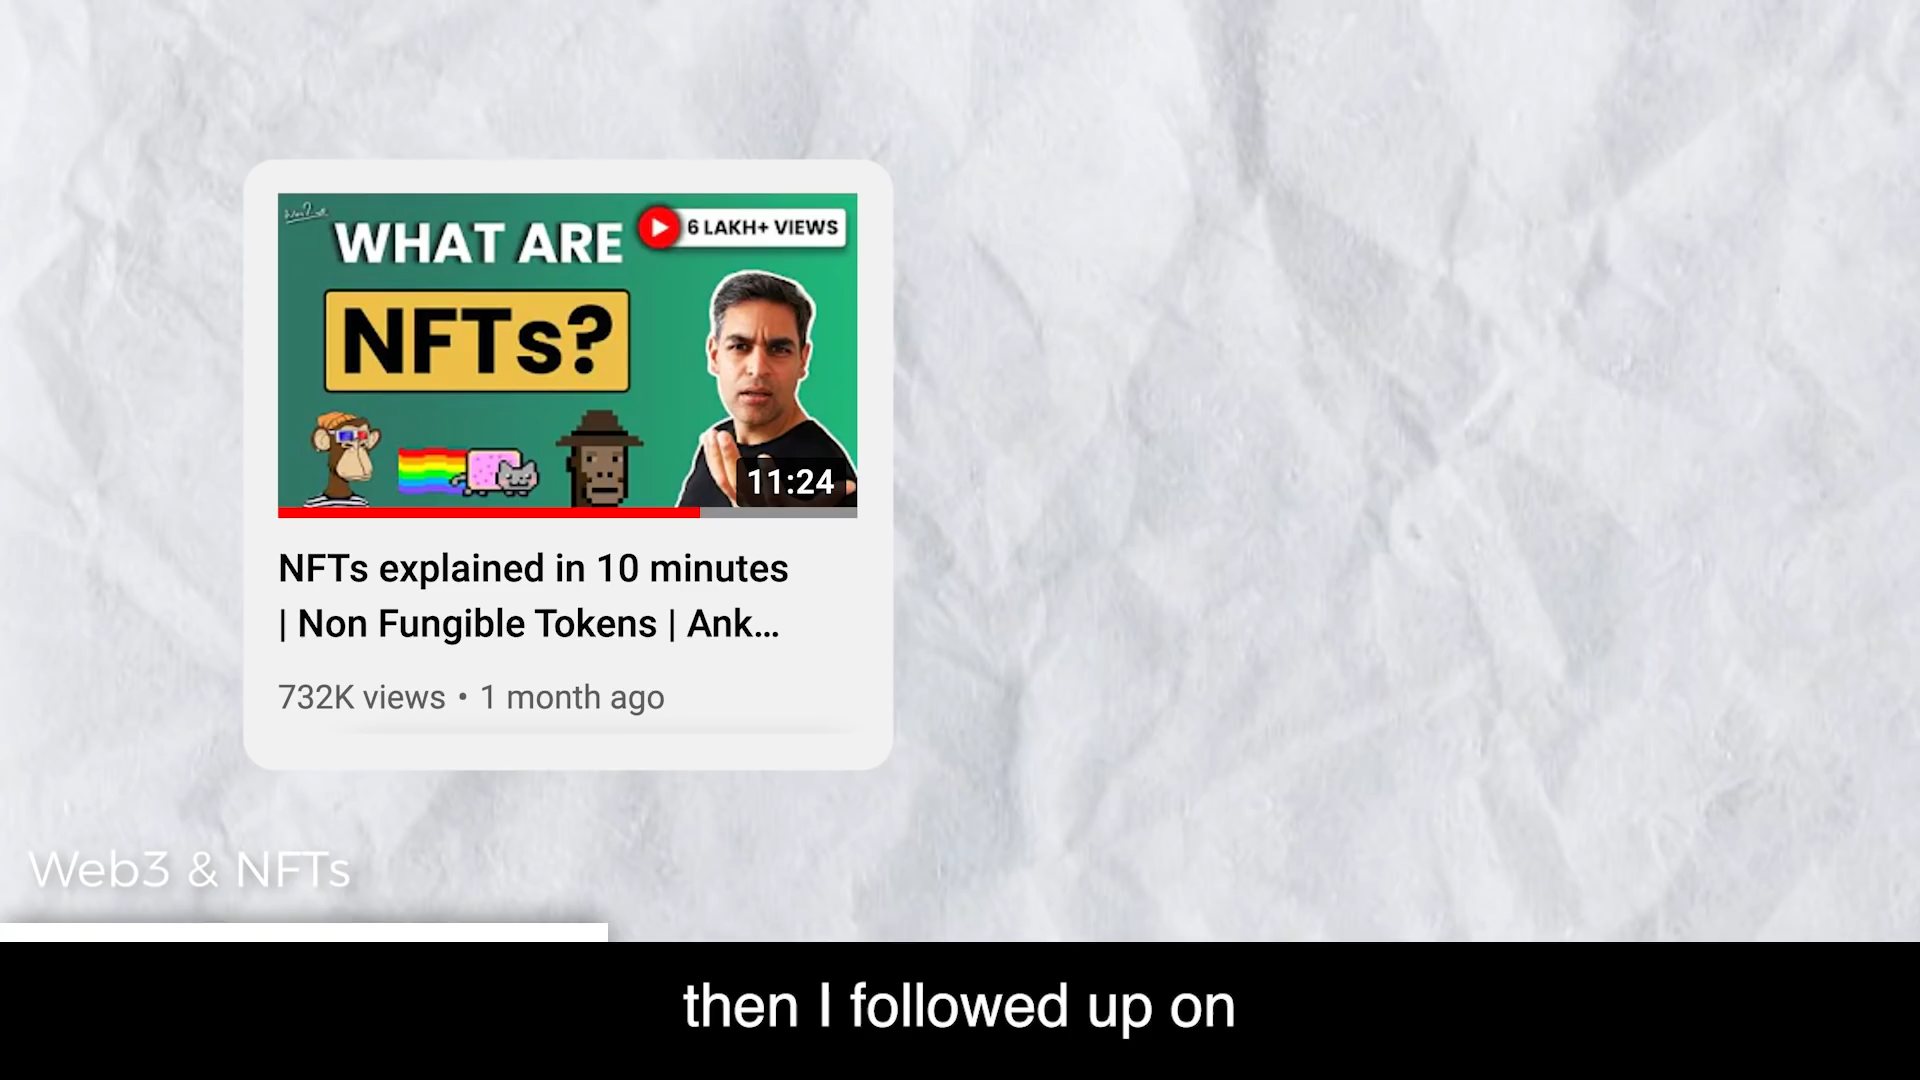 WHAT ARE
6 LAKH+ VIEWS
NFTs?
11:24
NFTs explained in 10 minutes
| Non Fungible Tokens | Ank...
732K views • 1 month ago
Web3 & NFTs
then I followed up on